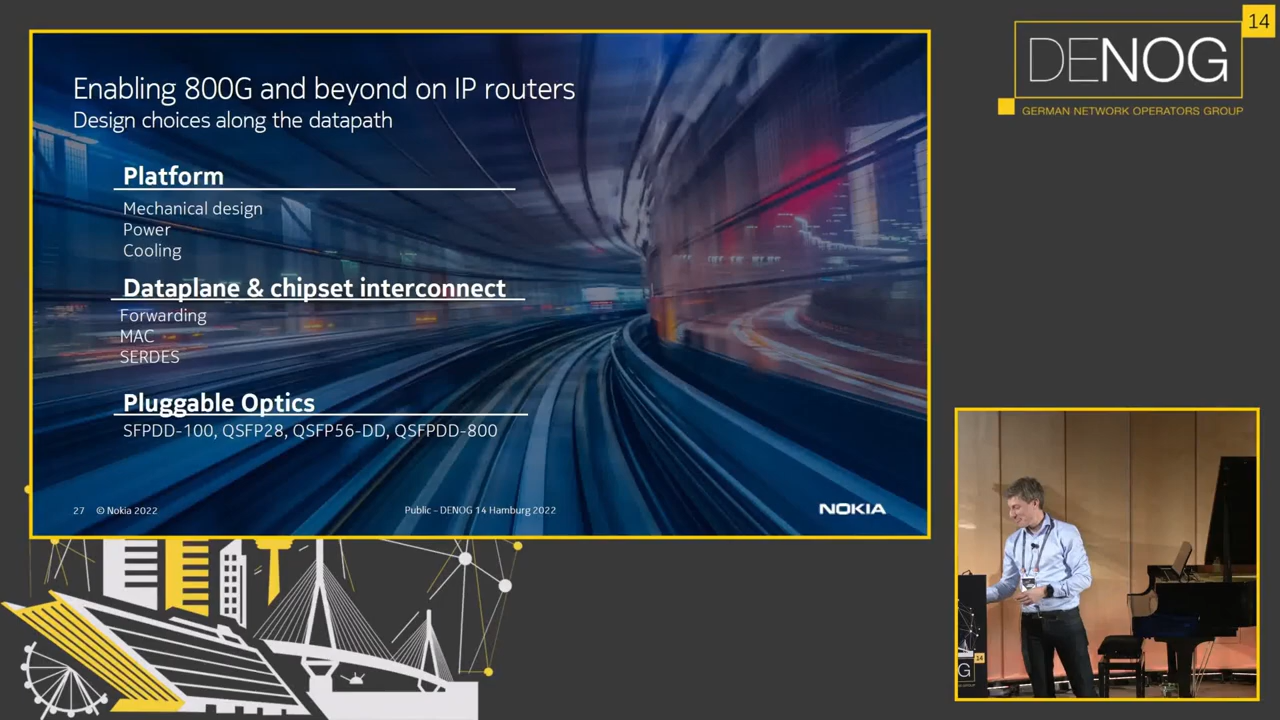 Enabling 800G and beyond on IP routers
Design choices along the datapath
Platform
Mechanical design
Power
Cooling
Dataplane & chipset interconnect
Forwarding
MAC
SERDES
Pluggable Optics
SFPDD-100, QSFP28, QSFP56-DD, QSFPDD-800
27 © Nokia 2022
Public – DENOG 14 Hamburg 2022
NOKIA
14
DENOG
GERMAN NETWORK OPERATORS GROUP
14
G